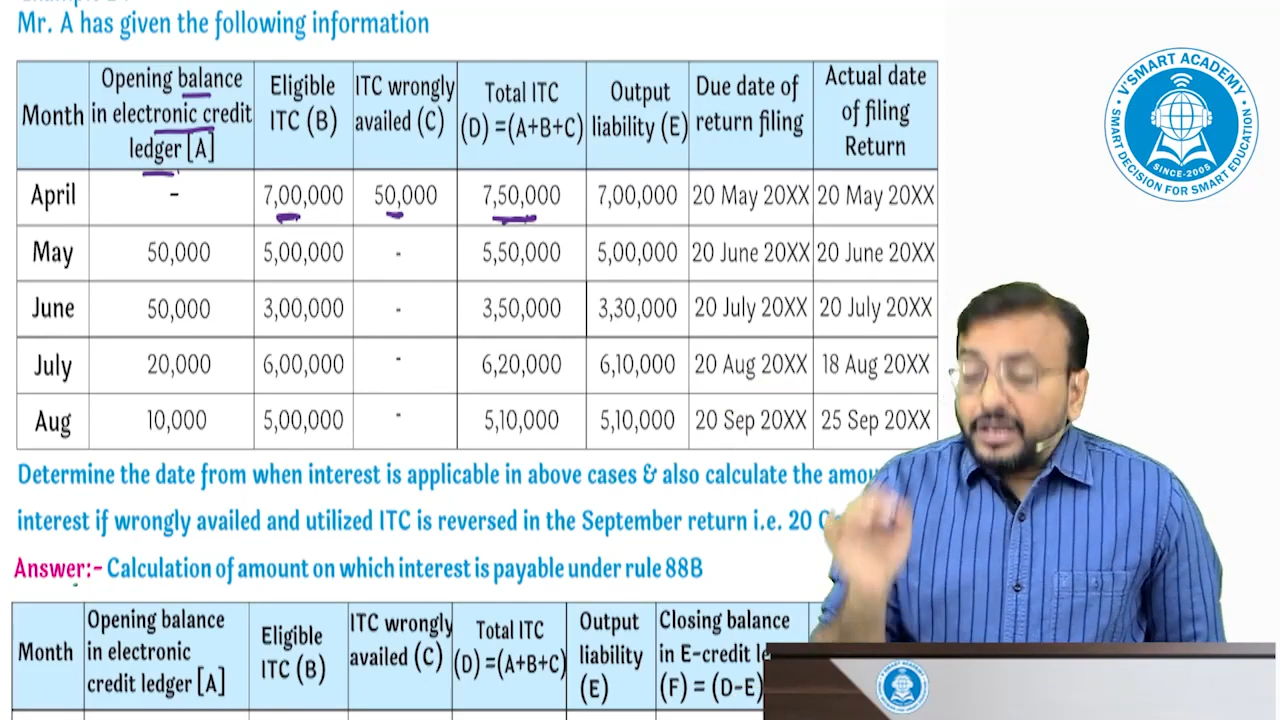 Mr. A has given the following information
Month | Opening balance in electronic credit ledger [A] | Eligible ITC (B) | ITC wrongly availed (C) | Total ITC (D) =(A+B+C) | Output liability (E) | Due date of return filing | Actual date of filing Return
April | - | 7,00,000 | 50,000 | 7,50,000 | 7,00,000 | 20 May 20XX | 20 May 20XX
May | 50,000 | 5,00,000 | - | 5,50,000 | 5,00,000 | 20 June 20XX | 20 June 20XX
June | 50,000 | 3,00,000 | - | 3,50,000 | 3,30,000 | 20 July 20XX | 20 July 20XX
July | 20,000 | 6,00,000 | - | 6,20,000 | 6,10,000 | 20 Aug 20XX | 18 Aug 20XX
Aug | 10,000 | 5,00,000 | - | 5,10,000 | 5,10,000 | 20 Sep 20XX | 25 Sep 20XX
Determine the date from when interest is applicable in above cases & also calculate the
interest if wrongly availed and utilized ITC is reversed in the September return i.e. 20
Answer:- Calculation of amount on which interest is payable under rule 88B
Month | Opening balance in electronic credit ledger [A] | Eligible ITC (B) | ITC wrongly availed (C) | Total ITC (D) =(A+B+C) | Output liability (E) | Closing balance in E-credit (F) = (D-E)
V'SMART ACADEMY
SINCE-2005
SMART DECISION FOR SMART EDUCATION